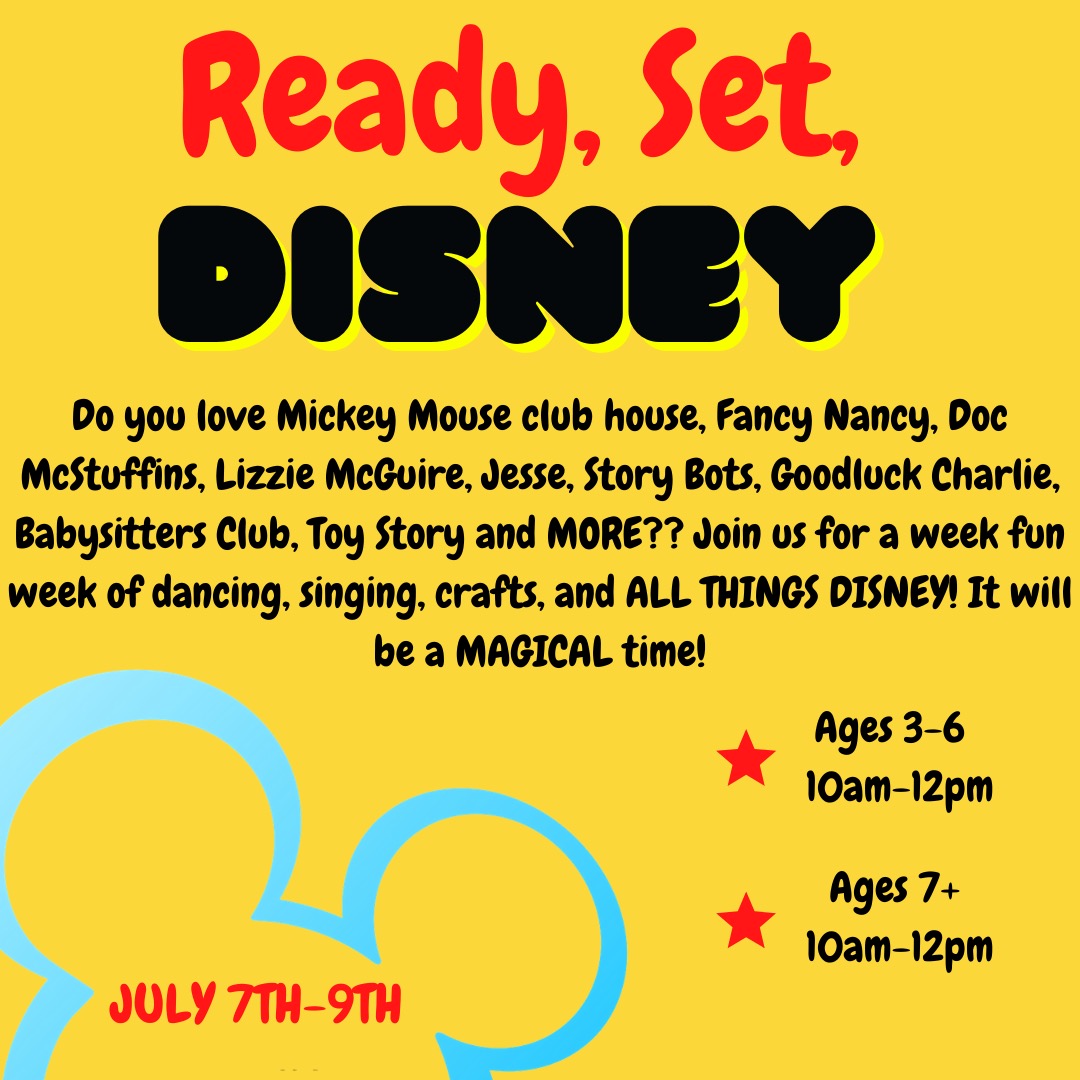 Ready, Set,
DISNEY
Do you love Mickey Mouse club house, Fancy Nancy, Doc
McStuffins, Lizzie McGuire, Jesse, Story Bots, Goodluck Charlie,
Babysitters Club, Toy Story and MORE?? Join us for a week fun
week of dancing, singing, crafts, and ALL THINGS DISNEY! It will
be a MAGICAL time!
Ages 3-6
10am-12pm
Ages 7+
10am-12pm
JULY 7TH-9TH